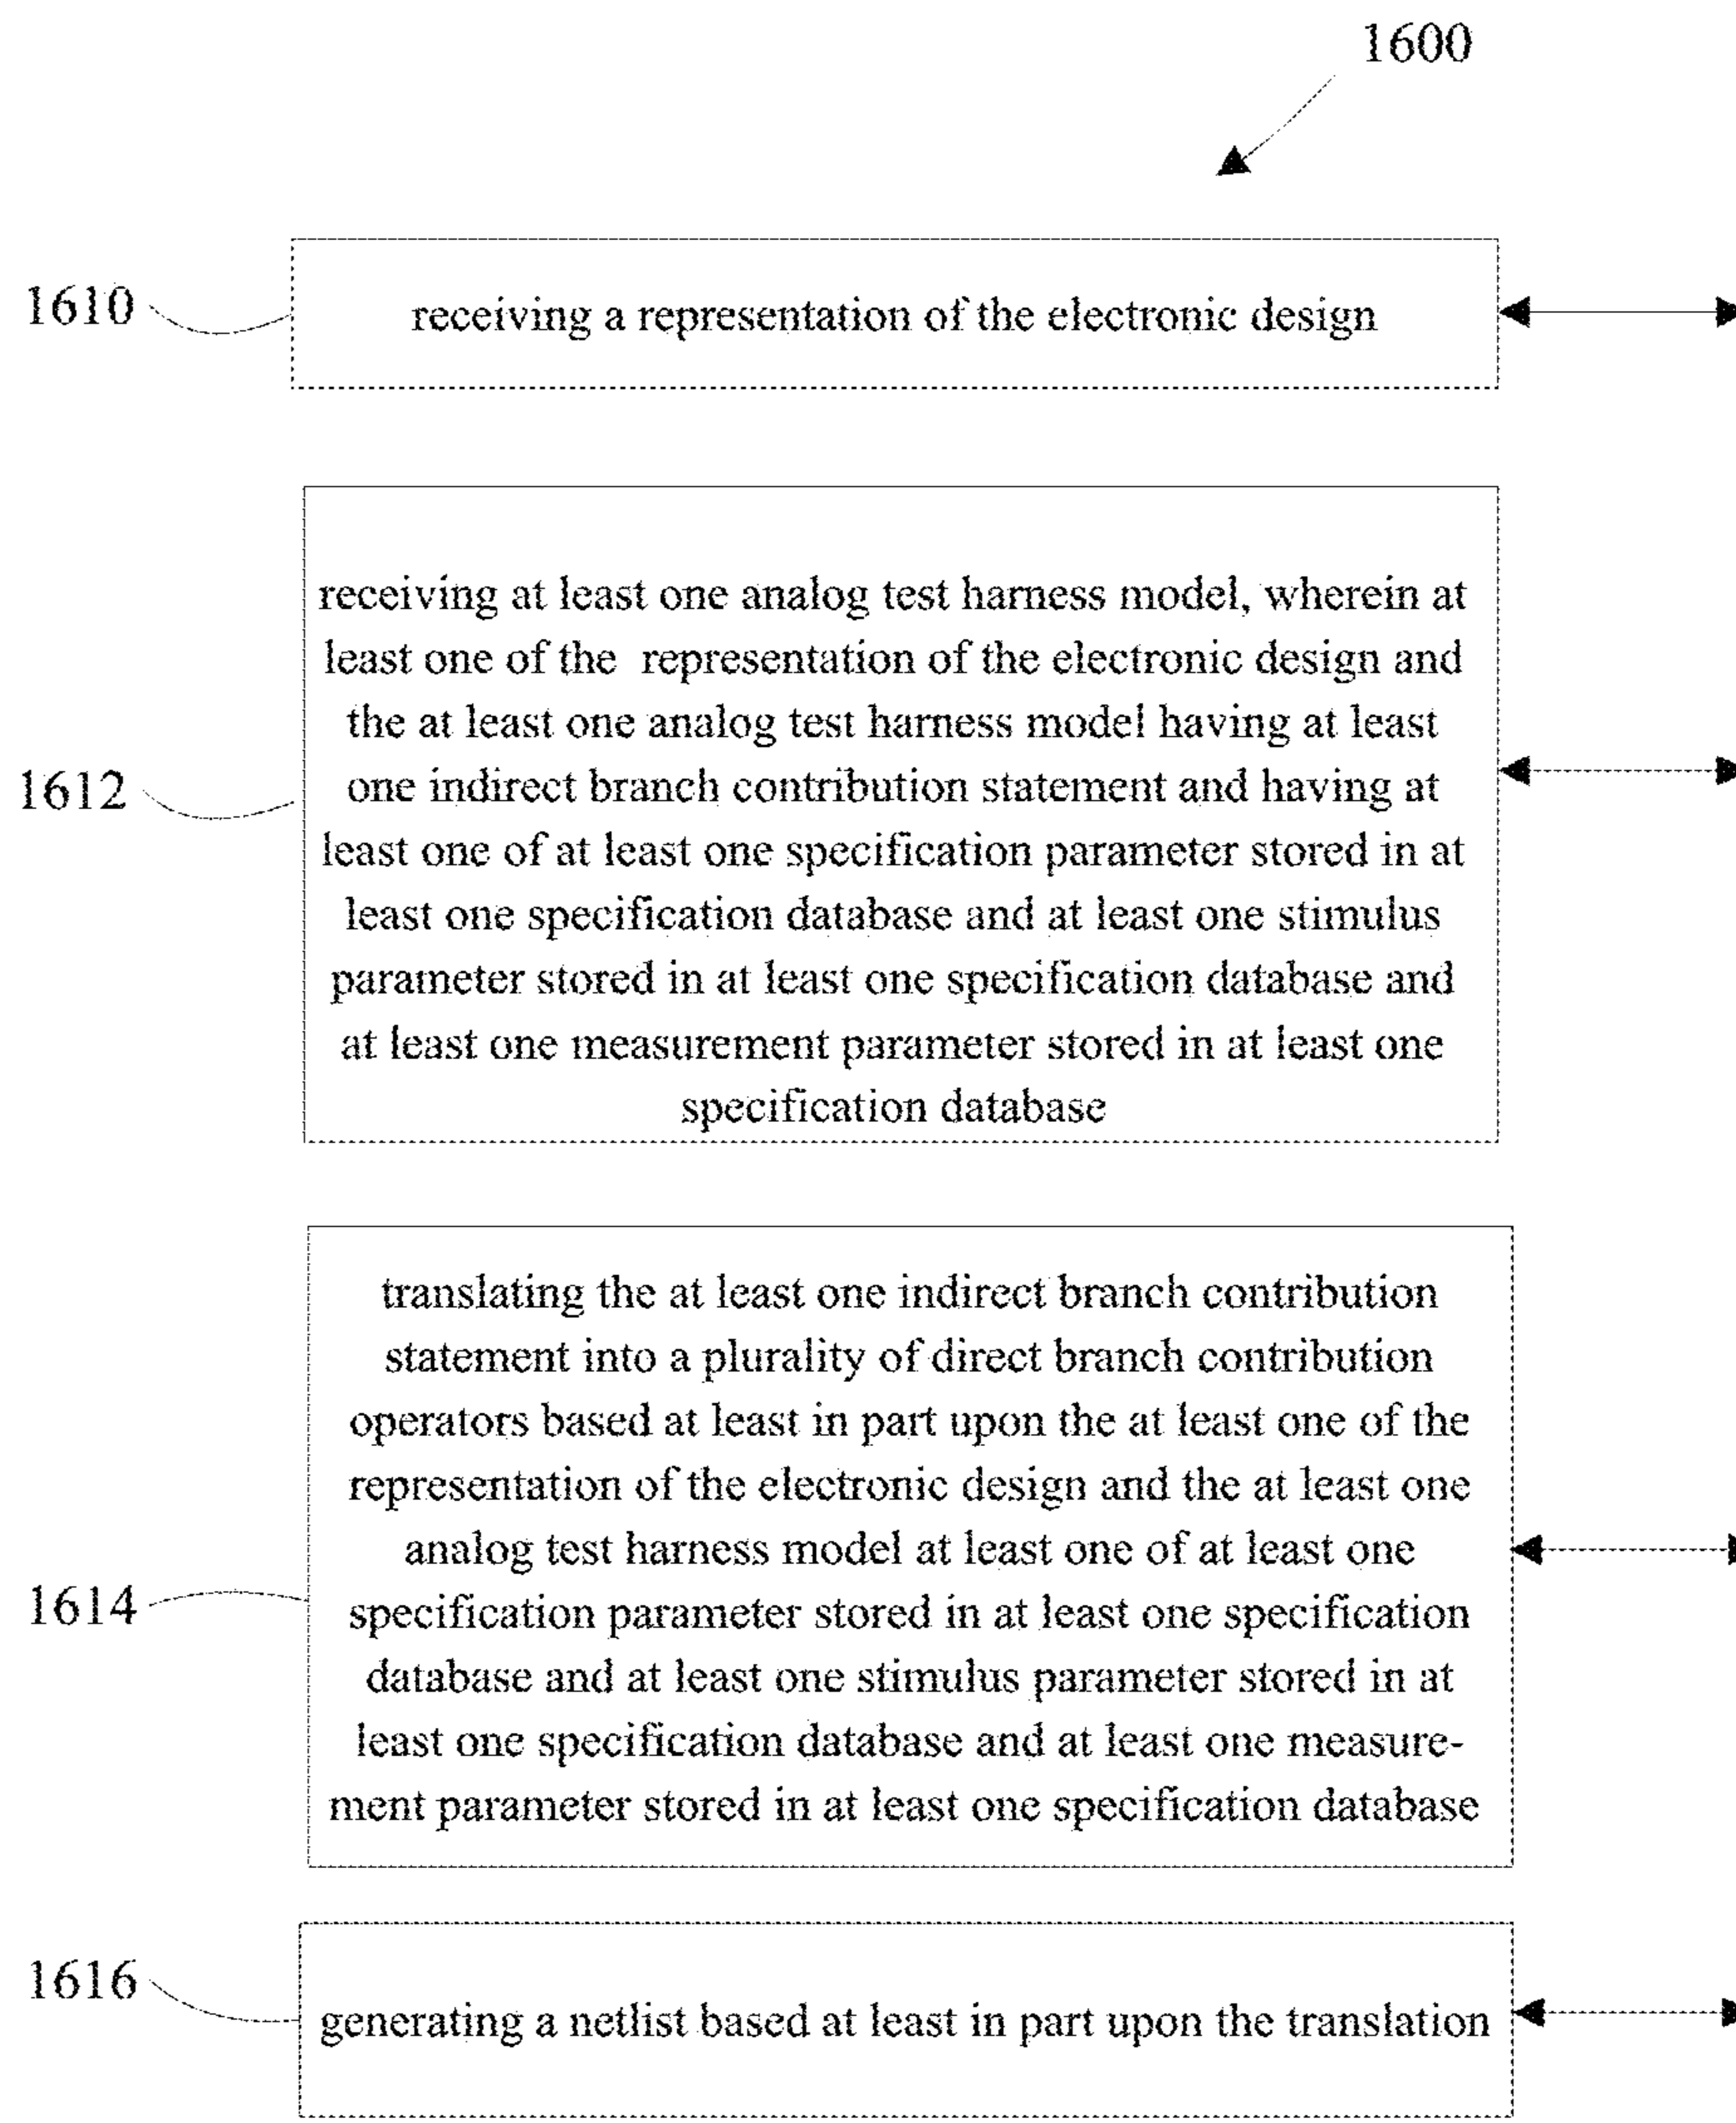 1600
1610
receiving a representation of the electronic design
1612
receiving at least one analog test harness model, wherein at
least one of the representation of the electronic design and
the at least one analog test harness model having at least
one indirect branch contribution statement and having at
least one of at least one specification parameter stored in at
least one specification database and at least one stimulus
parameter stored in at least one specification database and
at least one measurement parameter stored in at least one
specification database
1614
translating the at least one indirect branch contribution
statement into a plurality of direct branch contribution
operators based at least in part upon the at least one of the
representation of the electronic design and the at least one
analog test harness model at least one of at least one
specification parameter stored in at least one specification
database and at least one stimulus parameter stored in at
least one specification database and at least one measure-
ment parameter stored in at least one specification database
1616
generating a netlist based at least in part upon the translation